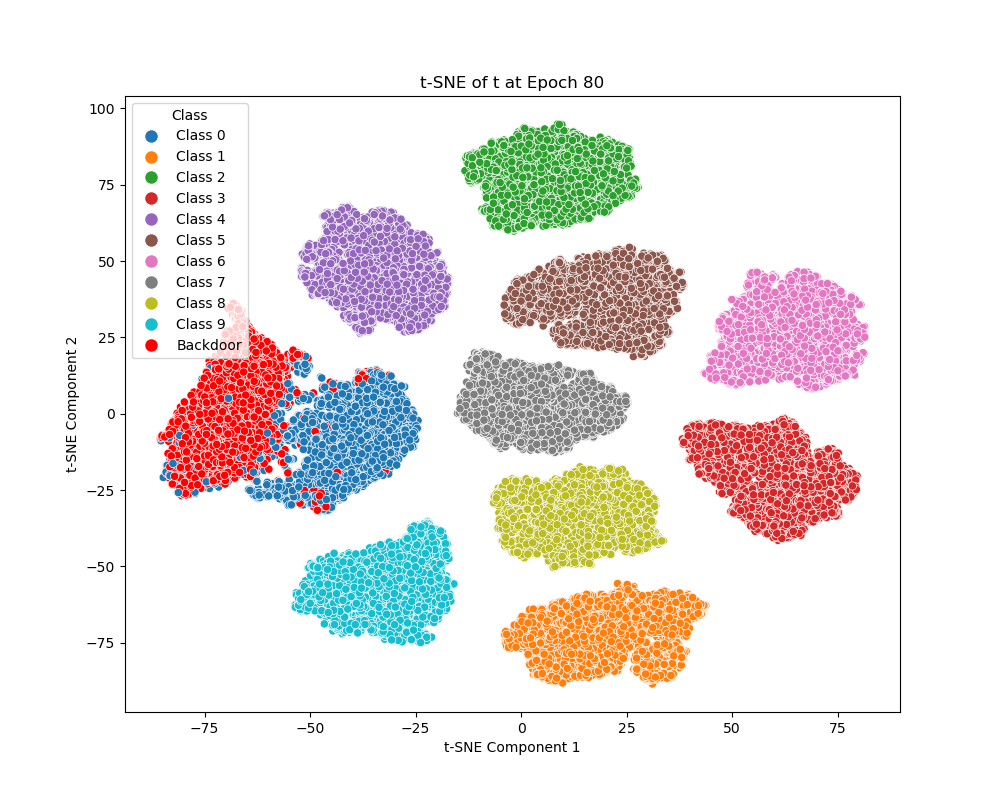 t-SNE of t at Epoch 80
100
75
50
25
0
−25
−50
−75
t-SNE Component 2
Class
Class 0
Class 1
Class 2
Class 3
Class 4
Class 5
Class 6
Class 7
Class 8
Class 9
Backdoor
−75 −50 −25 0 25 50 75
t-SNE Component 1